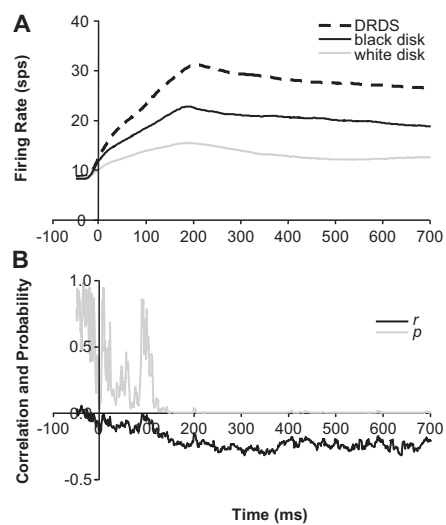 A
Firing Rate (sps)
40
30
20
10
0
DRDS
black disk
white disk
-100 0 100 200 300 400 500 600 700
B
Correlation and Probability
1.0
0.5
0.0
-0.5
r
p
-100 0 100 200 300 400 500 600 700
Time (ms)